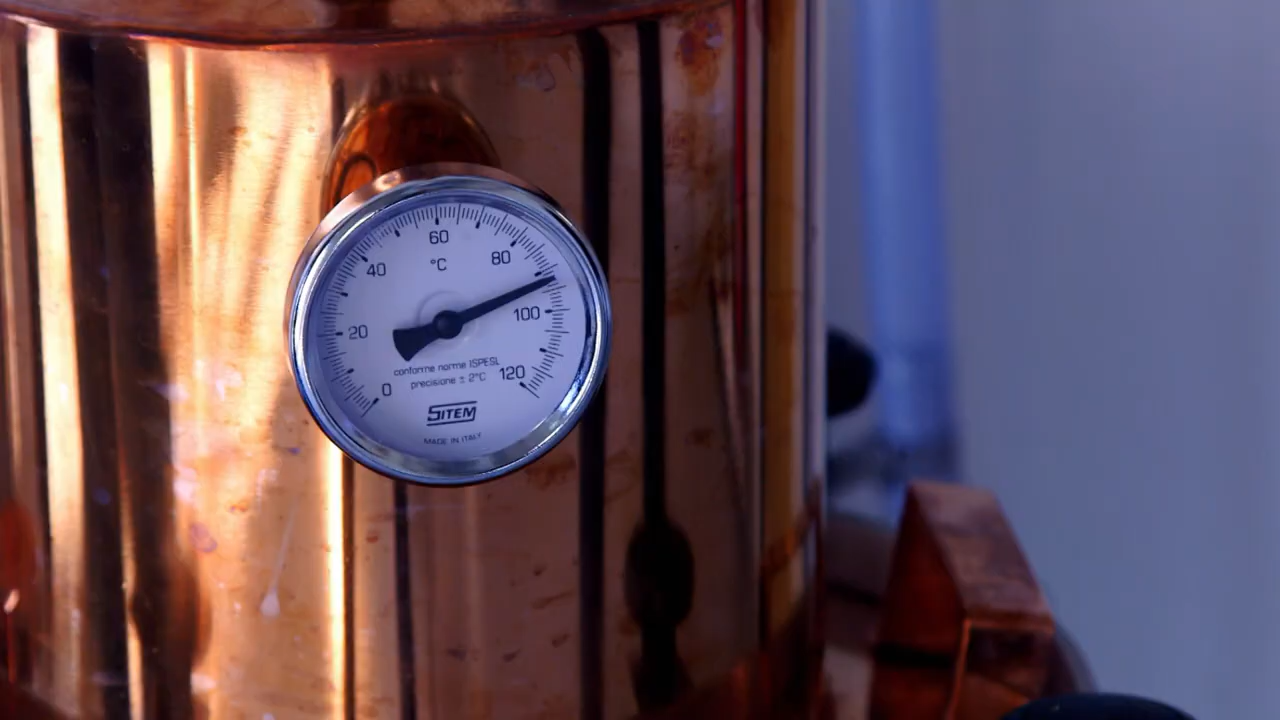 60
°C
80
40
100
20
conforme norme ISPESL
precisione ± 2°C
120
0
SITEM
MADE IN ITALY